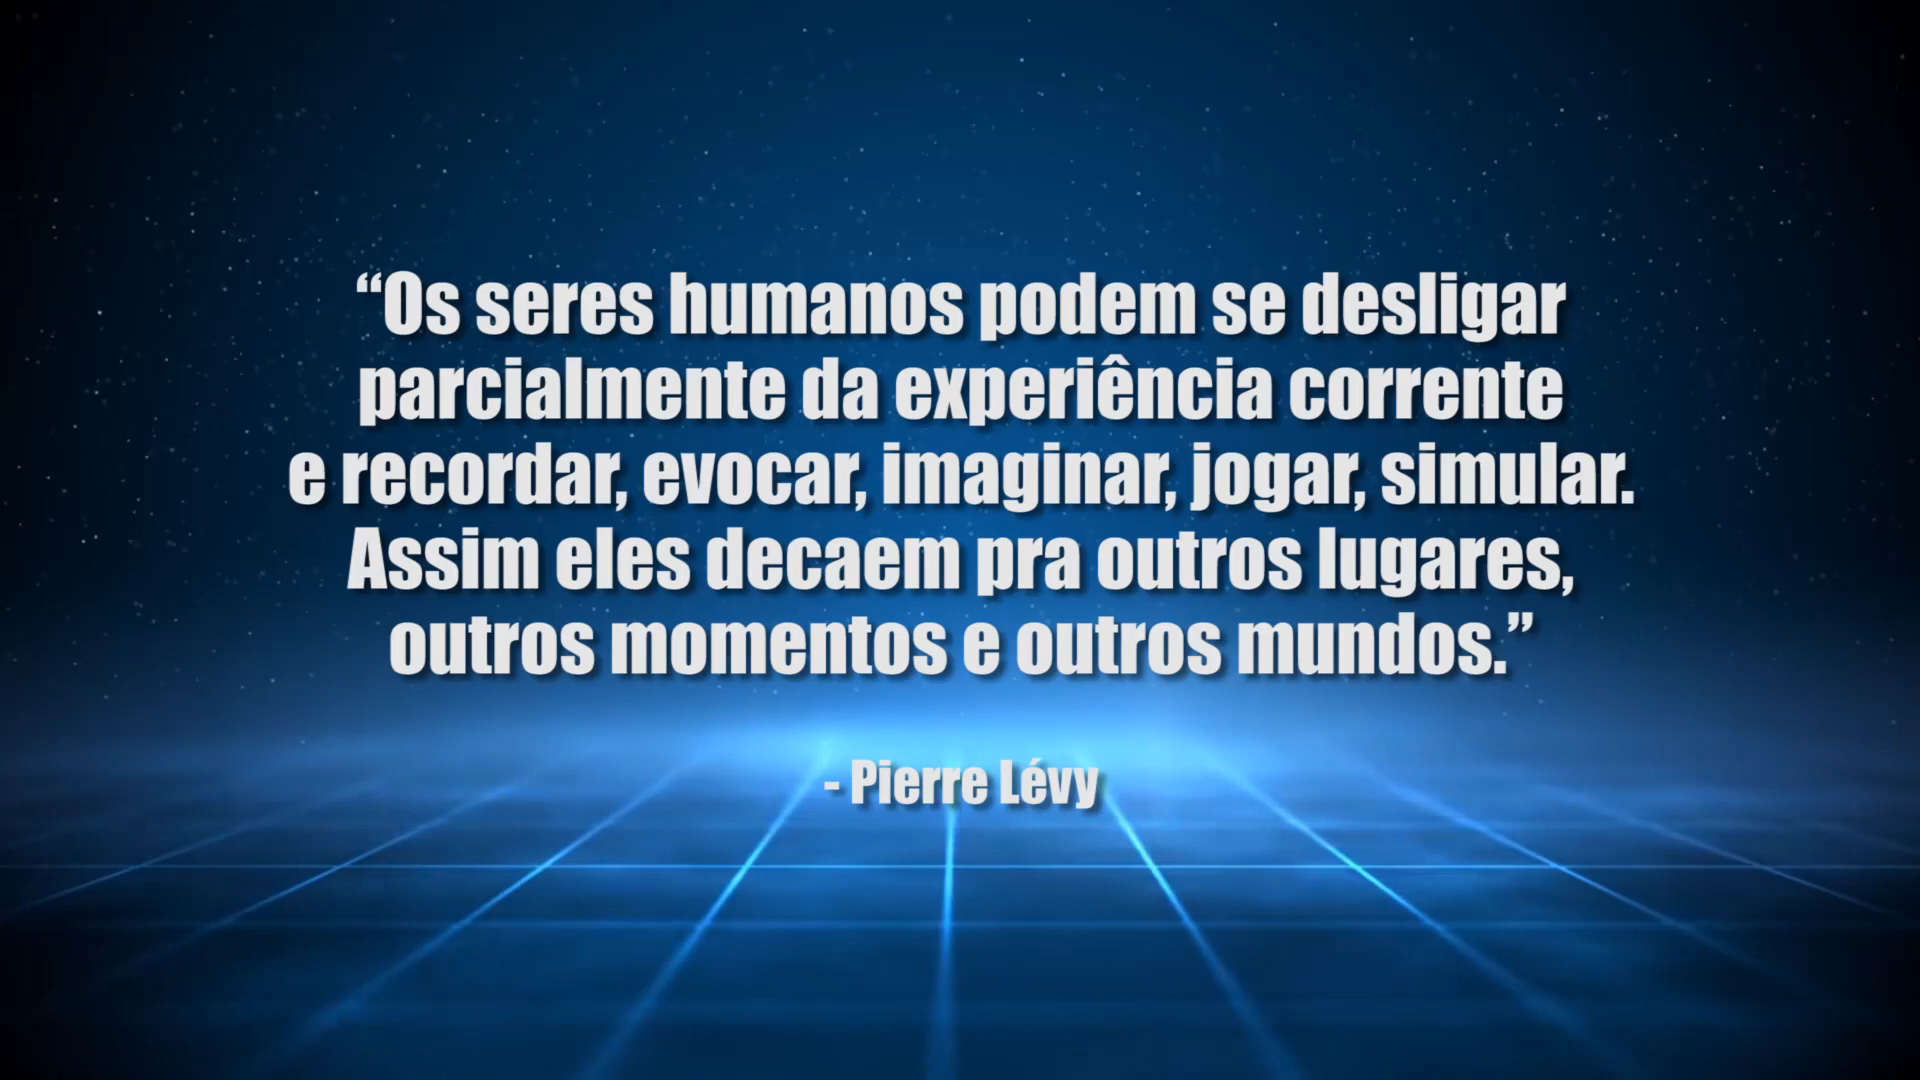 “Os seres humanos podem se desligar
parcialmente da experiência corrente
e recordar, evocar, imaginar, jogar, simular.
Assim eles decaem pra outros lugares,
outros momentos e outros mundos.”
- Pierre Lévy